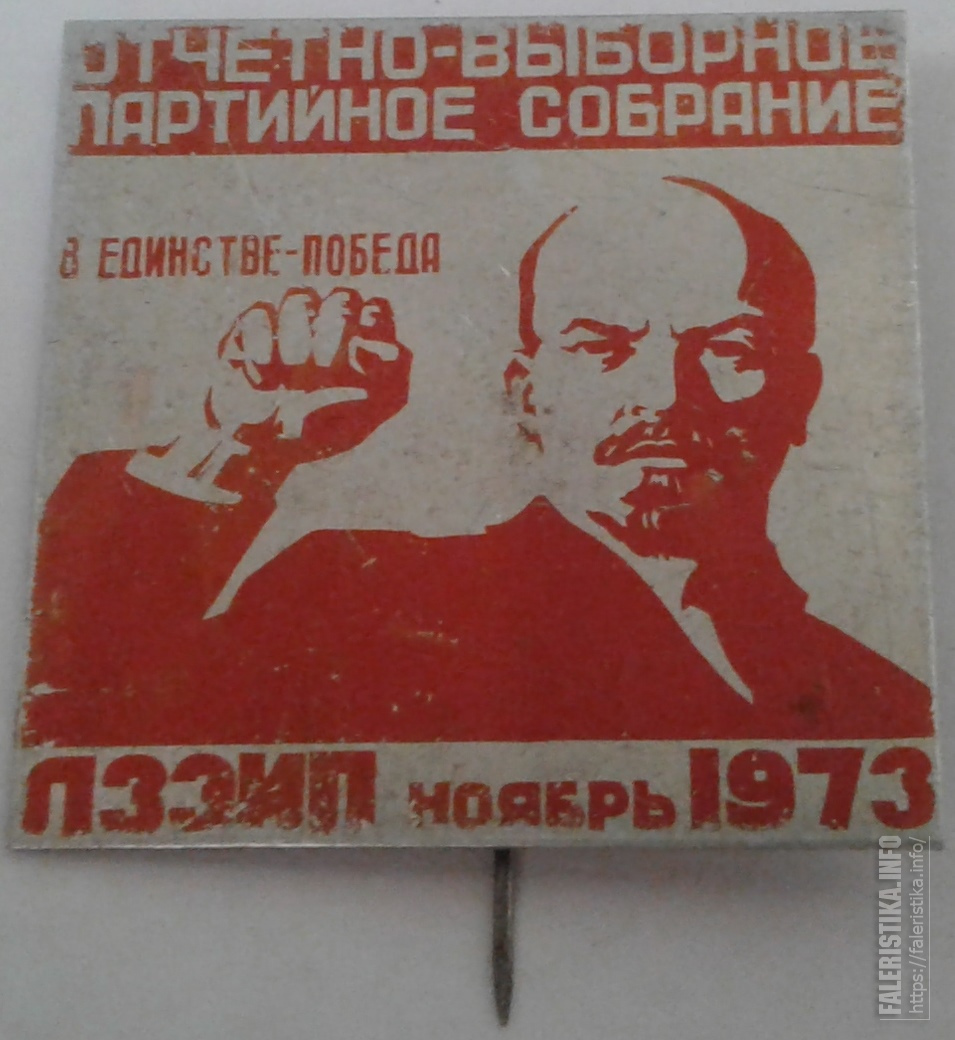 ОТЧЕТНО-ВЫБОРНОЕ
ПАРТИЙНОЕ СОБРАНИЕ
В ЕДИНСТВЕ-ПОБЕДА
ЛЗЭИП НОЯБРЬ 1973
FALERISTIKA.INFO
https://faleristika.info/